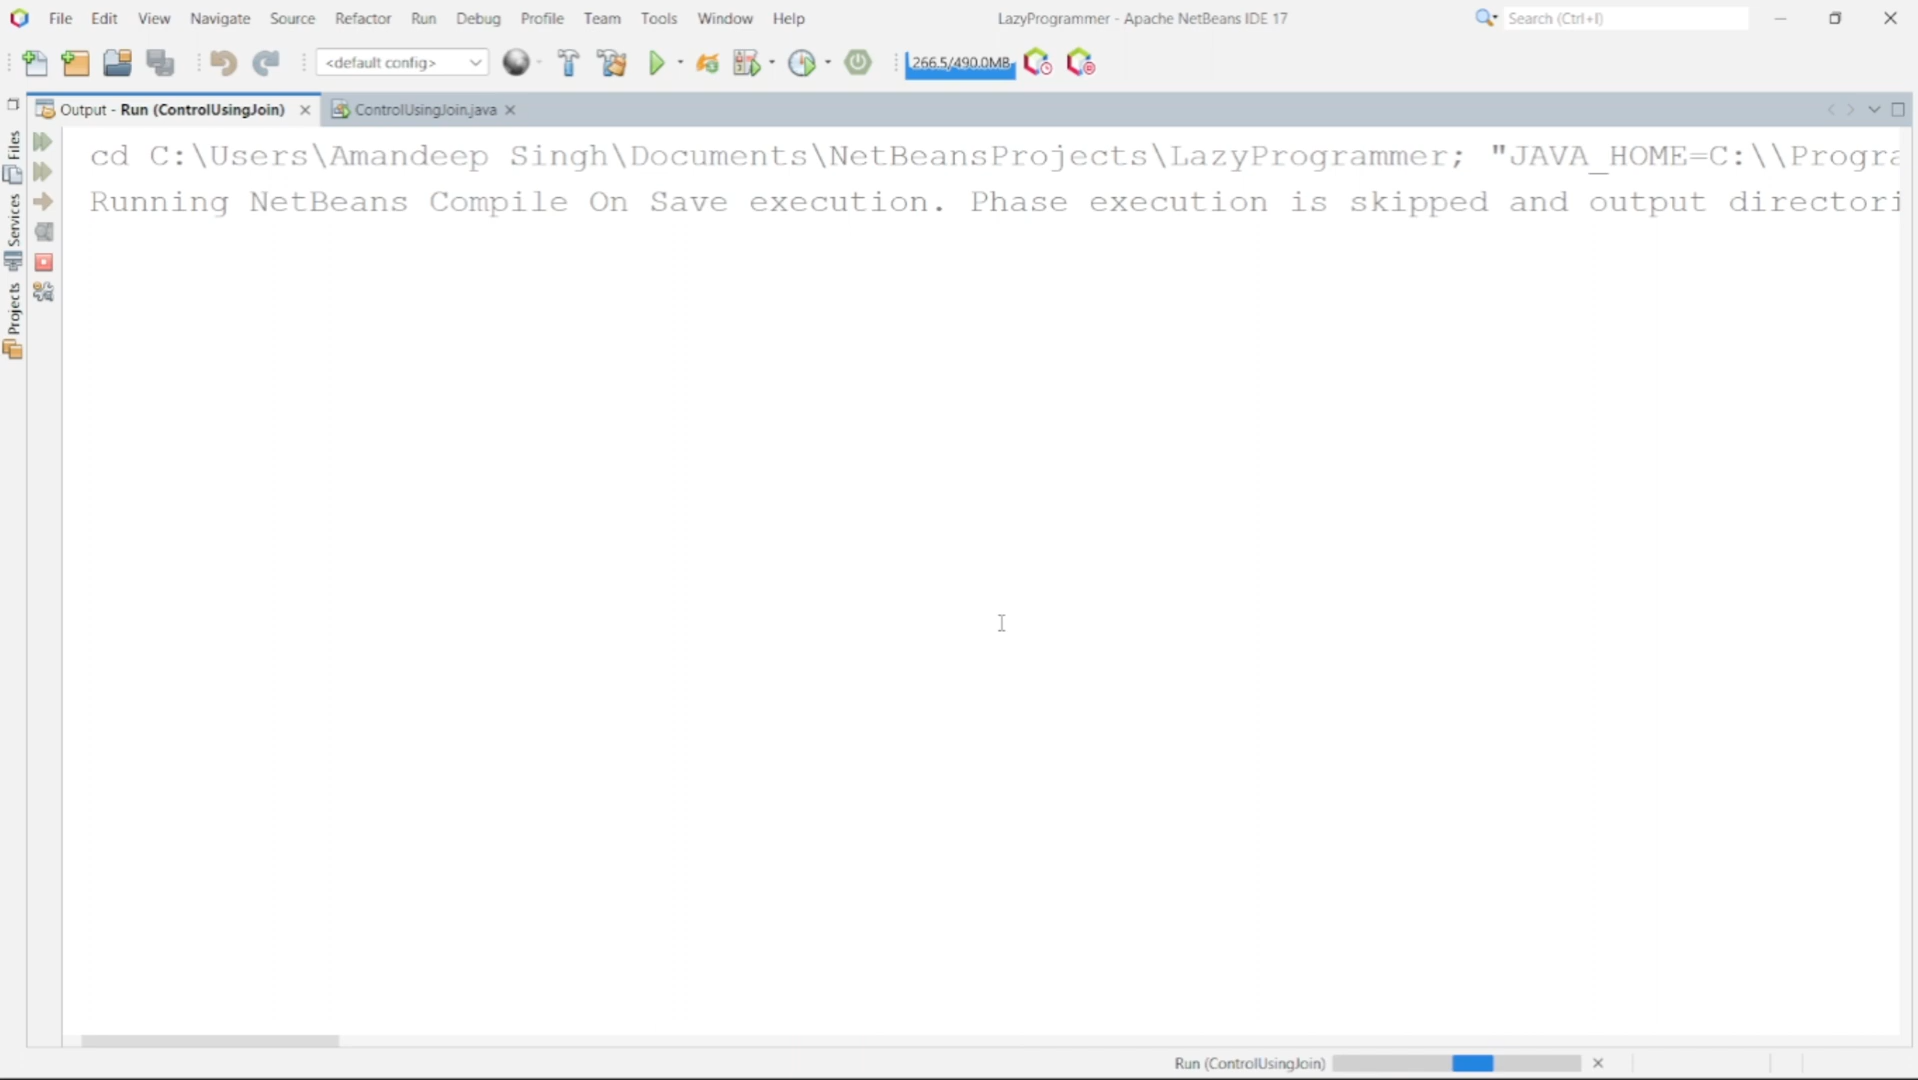 File Edit View Navigate Source Refactor Run Debug Profile Team Tools Window Help LazyProgrammer - Apache NetBeans IDE 17 Search (Ctrl+I)
<default config> 266.5/490.0MB
Output - Run (ControlUsingJoin) ControlUsingJoin.java
Files
Services
Projects
cd C:\Users\Amandeep Singh\Documents\NetBeansProjects\LazyProgrammer; "JAVA_HOME=C:\\Progra
Running NetBeans Compile On Save execution. Phase execution is skipped and output directori
Run (ControlUsingJoin)